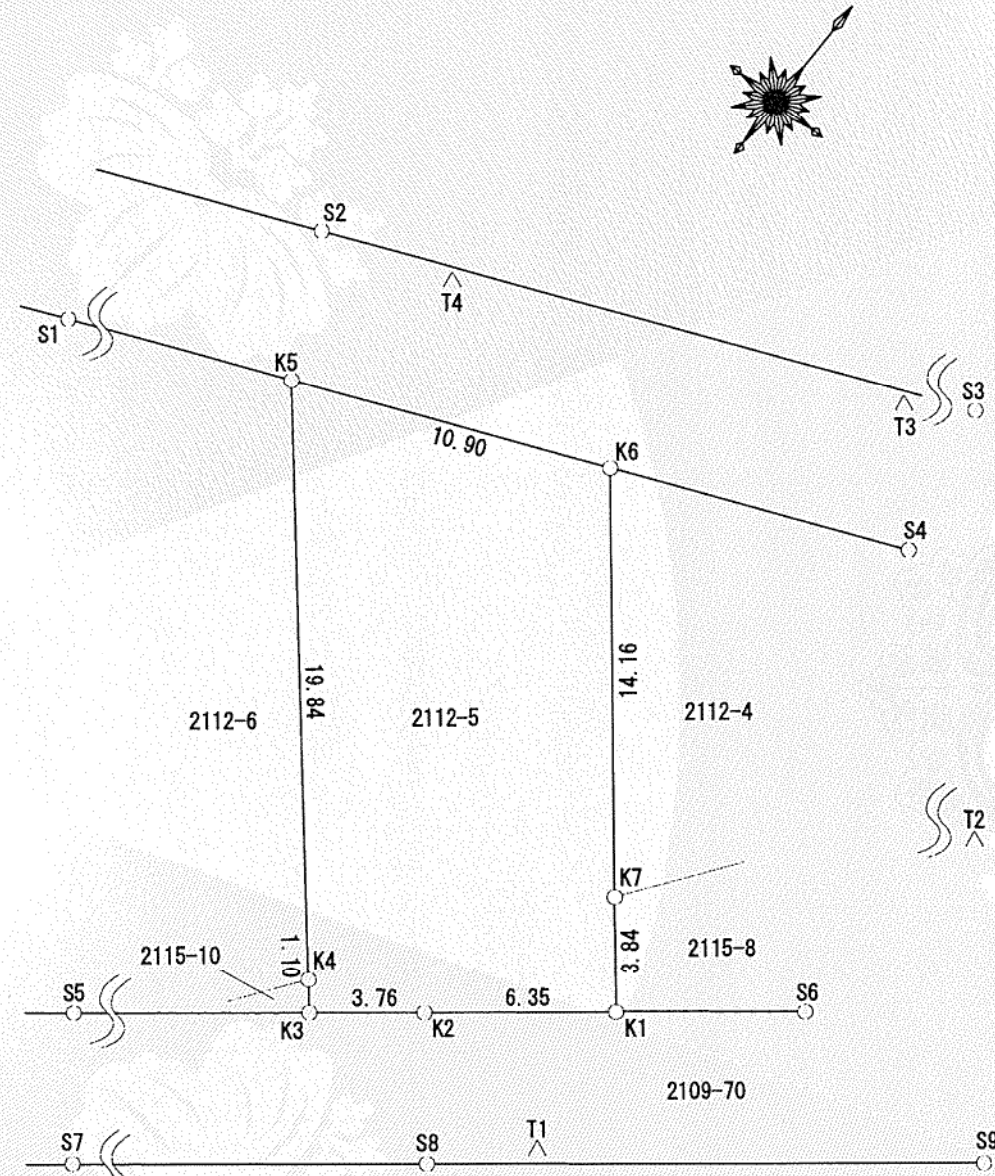 S2
T4
S1
K5
S3
T3
10.90
K6
S4
19.84
14.16
2112-6
2112-5
2112-4
T2
K7
2115-10
1.10
K4
3.84
2115-8
S5
3.76
6.35
S6
K3
K2
K1
2109-70
S7
S8
T1
S9